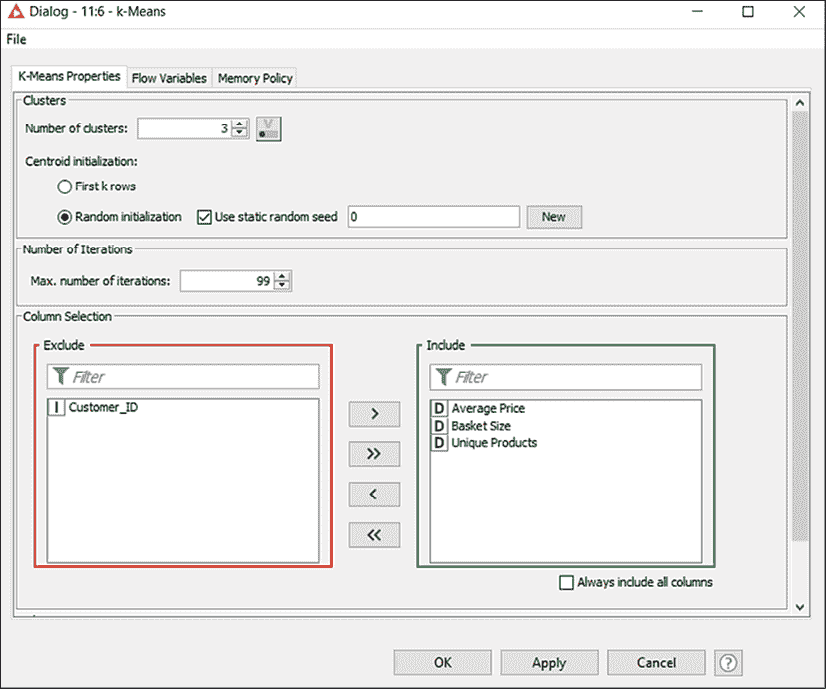 Dialog - 11:6 - k-Means
File
K-Means Properties Flow Variables Memory Policy
Clusters
Number of clusters: 3 V
Centroid initialization:
First k rows
Random initialization Use static random seed 0 New
Number of Iterations
Max. number of iterations: 99
Column Selection
Exclude
Filter
I Customer_ID
>
>>
<
<<
Include
Filter
D Average Price
D Basket Size
D Unique Products
Always include all columns
OK Apply Cancel ?